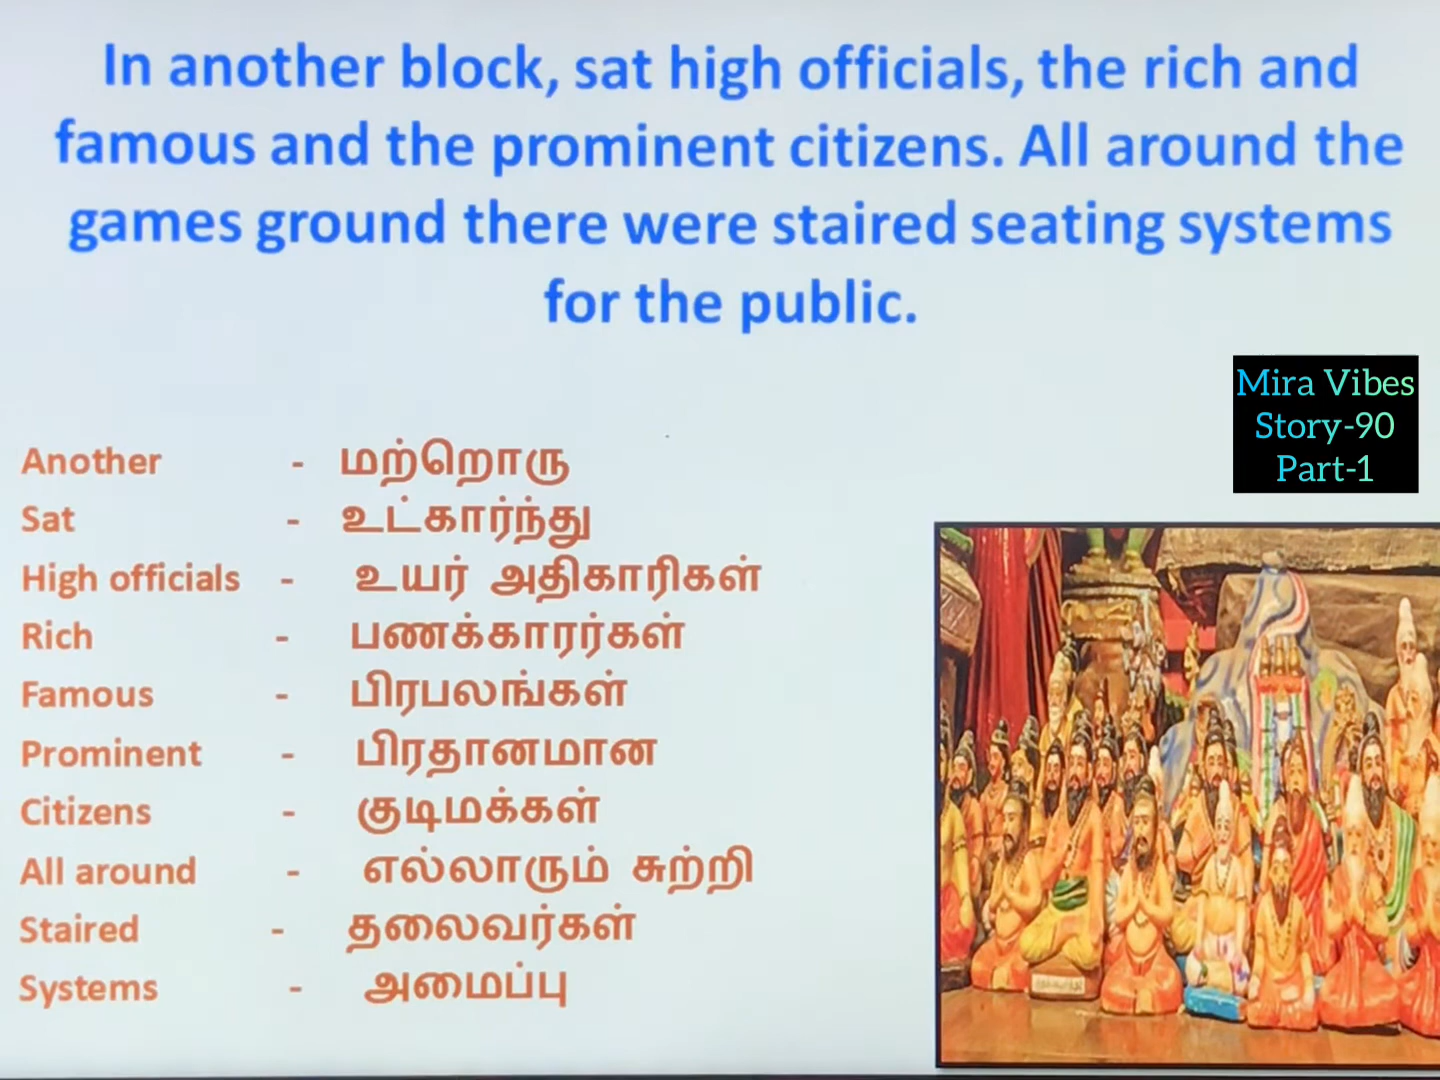 In another block, sat high officials, the rich and
famous and the prominent citizens. All around the
games ground there were staired seating systems
for the public.
Mira Vibes
Story-90
Part-1
Another - மற்றொரு
Sat - உட்கார்ந்து
High officials - உயர் அதிகாரிகள்
Rich - பணக்காரர்கள்
Famous - பிரபலங்கள்
Prominent - பிரதானமான
Citizens - குடிமக்கள்
All around - எல்லாரும் சுற்றி
Staired - தலைவர்கள்
Systems - அமைப்பு